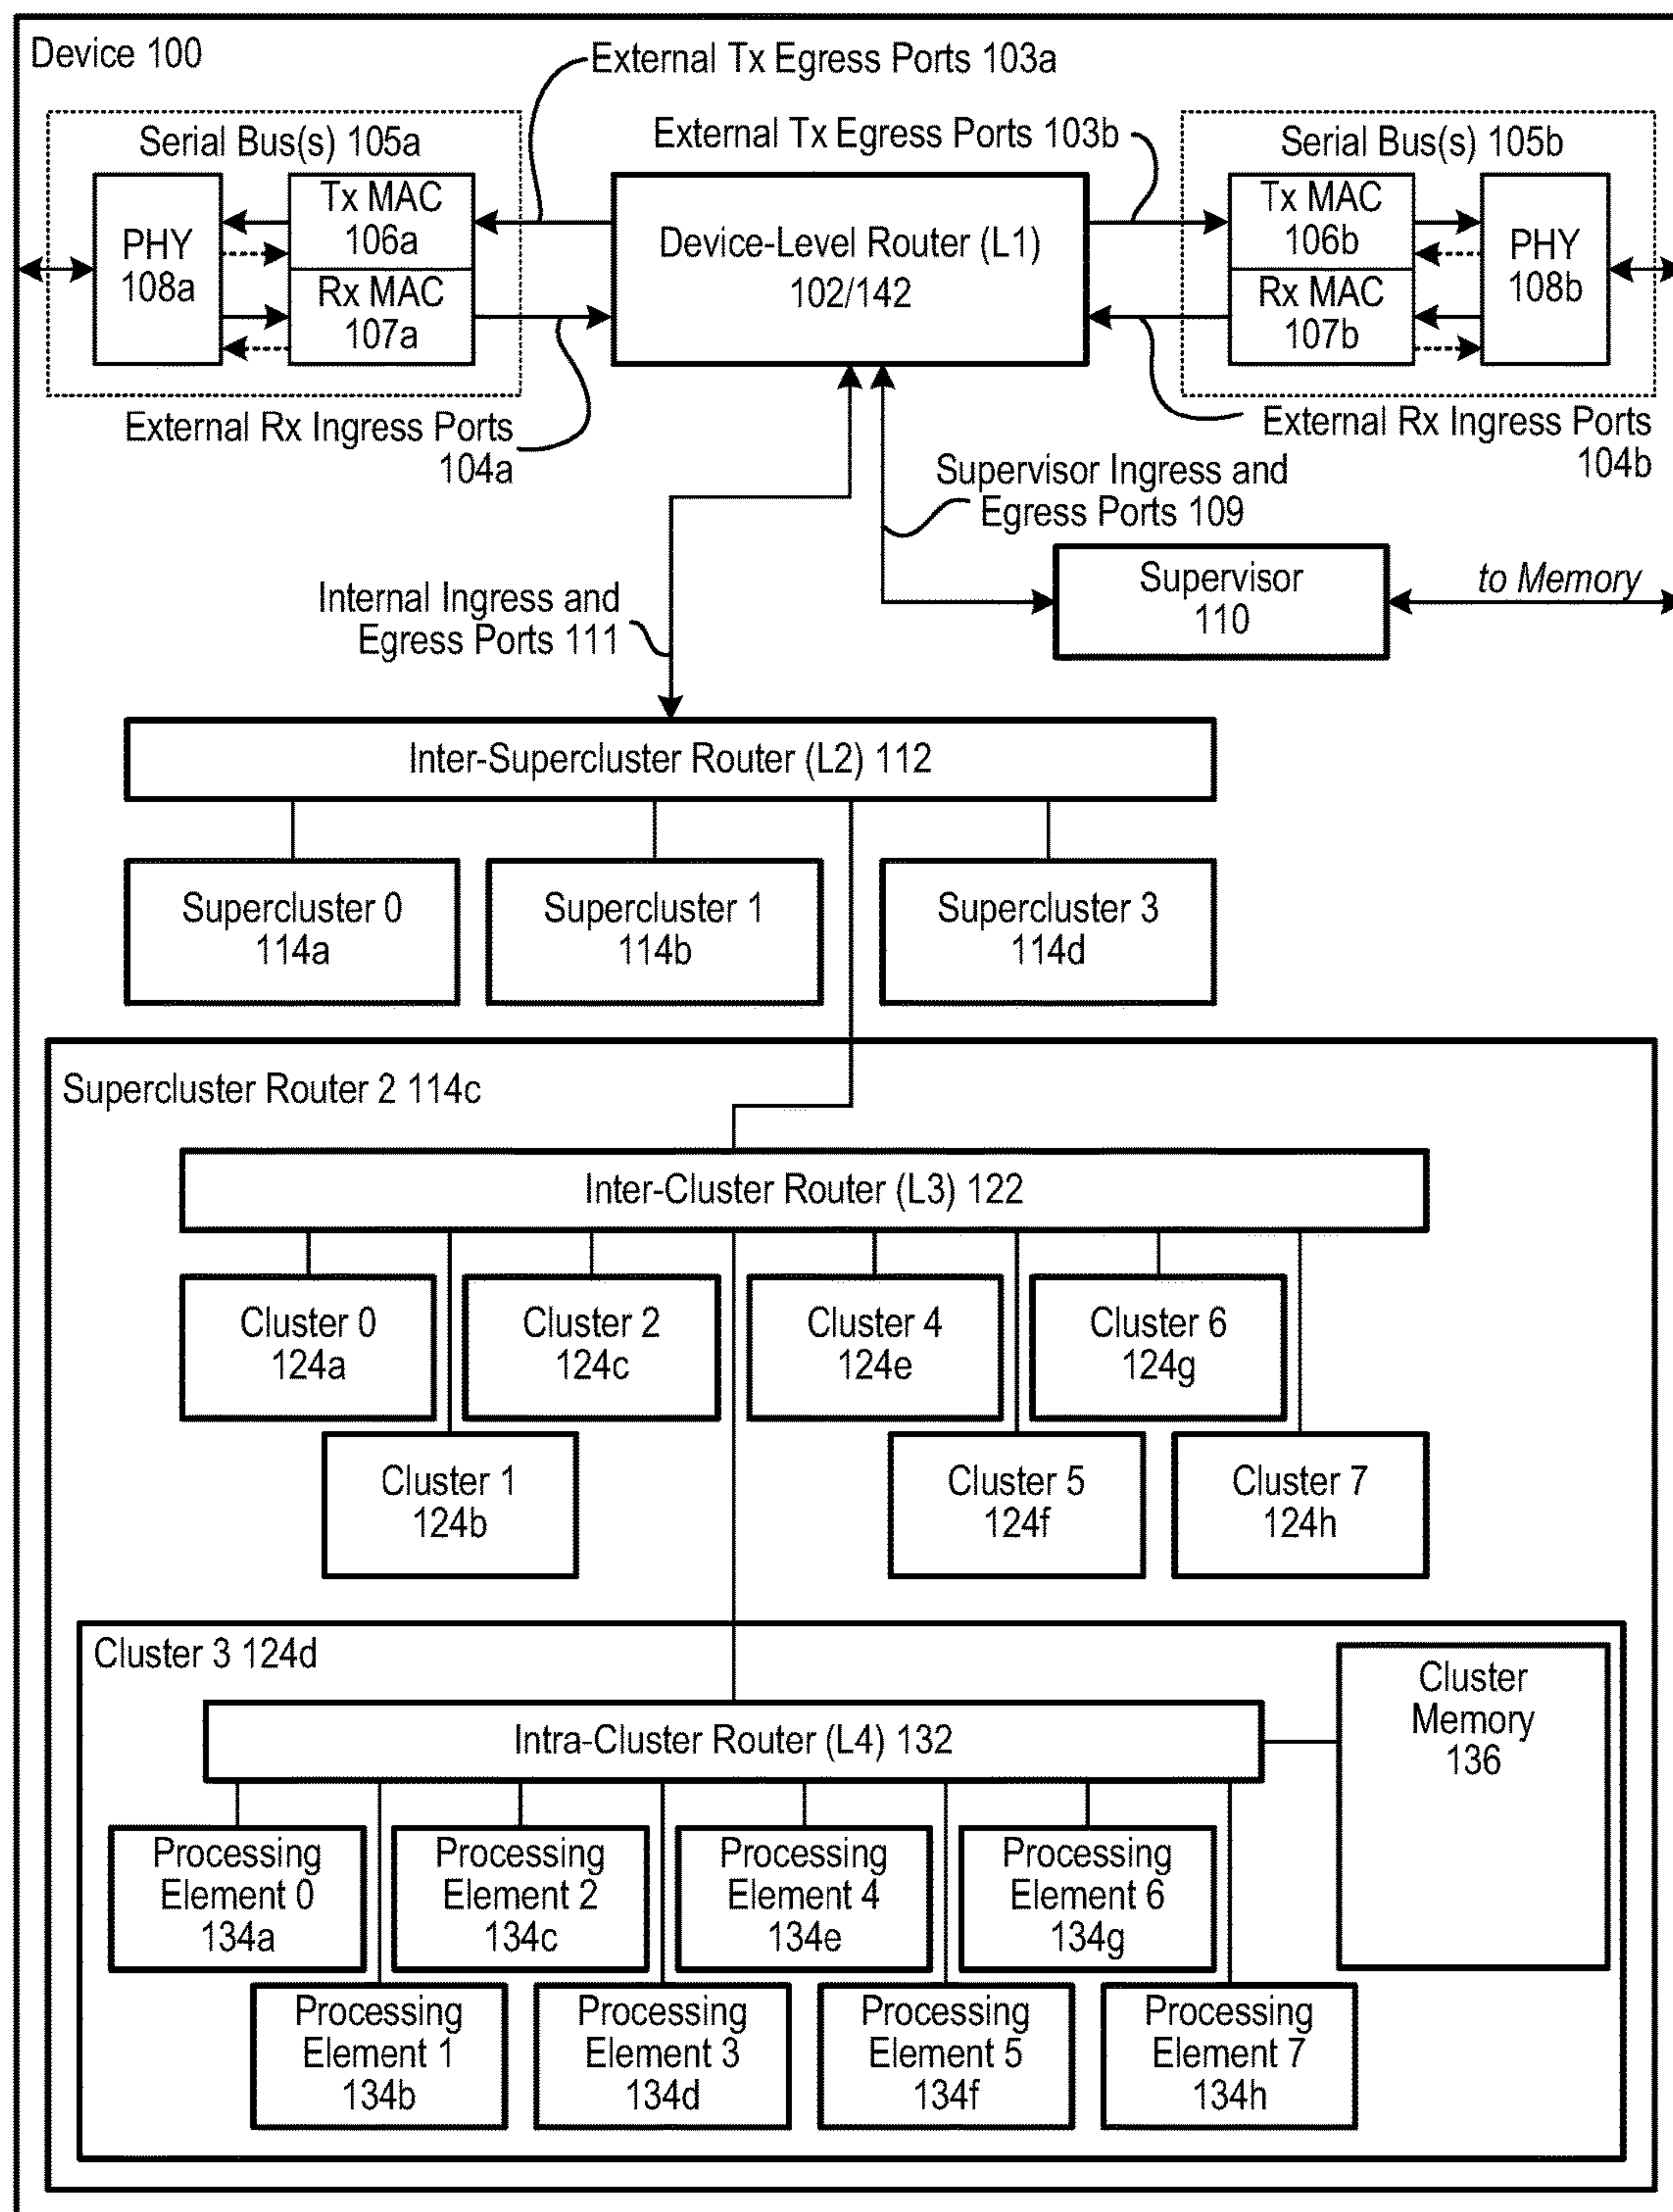 Device 100
External Tx Egress Ports 103a
External Tx Egress Ports 103b
Serial Bus(s) 105a
PHY
108a
Tx MAC
106a
Rx MAC
107a
Device-Level Router (L1)
102/142
Serial Bus(s) 105b
Tx MAC
106b
Rx MAC
107b
PHY
108b
External Rx Ingress Ports
104a
External Rx Ingress Ports
104b
Supervisor Ingress and
Egress Ports 109
Supervisor
110
to Memory
Internal Ingress and
Egress Ports 111
Inter-Supercluster Router (L2) 112
Supercluster 0
114a
Supercluster 1
114b
Supercluster 3
114d
Supercluster Router 2 114c
Inter-Cluster Router (L3) 122
Cluster 0
124a
Cluster 2
124c
Cluster 4
124e
Cluster 6
124g
Cluster 1
124b
Cluster 5
124f
Cluster 7
124h
Cluster 3 124d
Cluster
Memory
136
Intra-Cluster Router (L4) 132
Processing
Element 0
134a
Processing
Element 2
134c
Processing
Element 4
134e
Processing
Element 6
134g
Processing
Element 1
134b
Processing
Element 3
134d
Processing
Element 5
134f
Processing
Element 7
134h